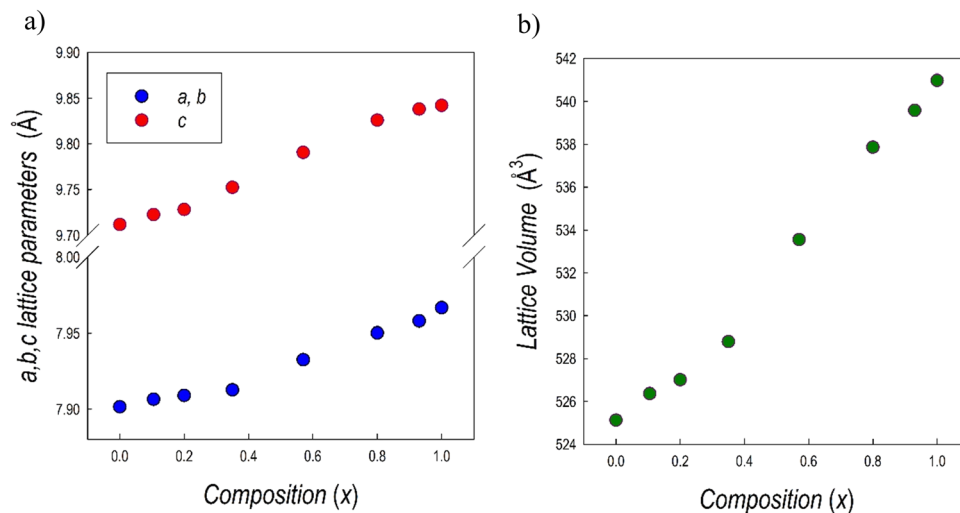 a)
9.90
9.85
9.80
9.75
9.70
8.00
7.95
7.90
a,b,c lattice parameters (Å)
a, b
c
0.0 0.2 0.4 0.6 0.8 1.0
Composition (x)
b)
542
540
538
536
534
533
530
528
526
525
524
Lattice Volume (Å³)
0.0 0.2 0.4 0.6 0.8 1.0
Composition (x)